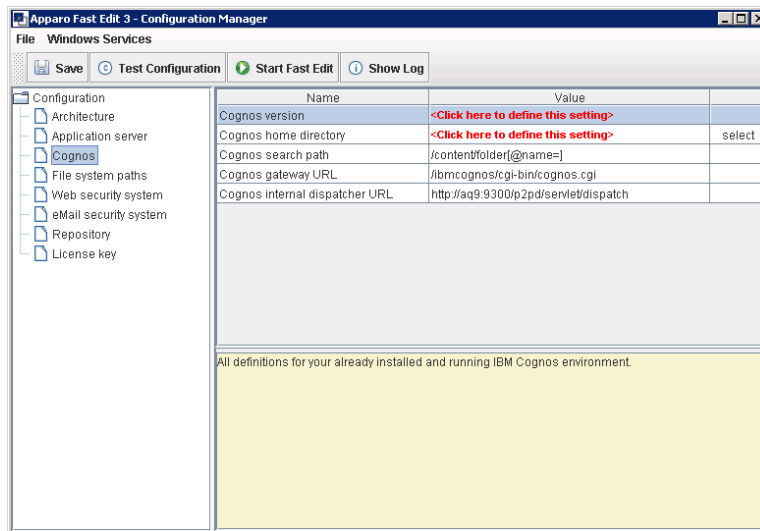 Apparo Fast Edit 3 - Configuration Manager
File Windows Services
Save Test Configuration Start Fast Edit Show Log
Configuration
Architecture
Application server
Cognos
File system paths
Web security system
eMail security system
Repository
License key
Name Value
Cognos version <Click here to define this setting>
Cognos home directory <Click here to define this setting> select
Cognos search path /content/folder[@name=]
Cognos gateway URL /ibmcognos/cgi-bin/cognos.cgi
Cognos internal dispatcher URL http://aq9:9300/p2pd/servlet/dispatch
All definitions for your already installed and running IBM Cognos environment.